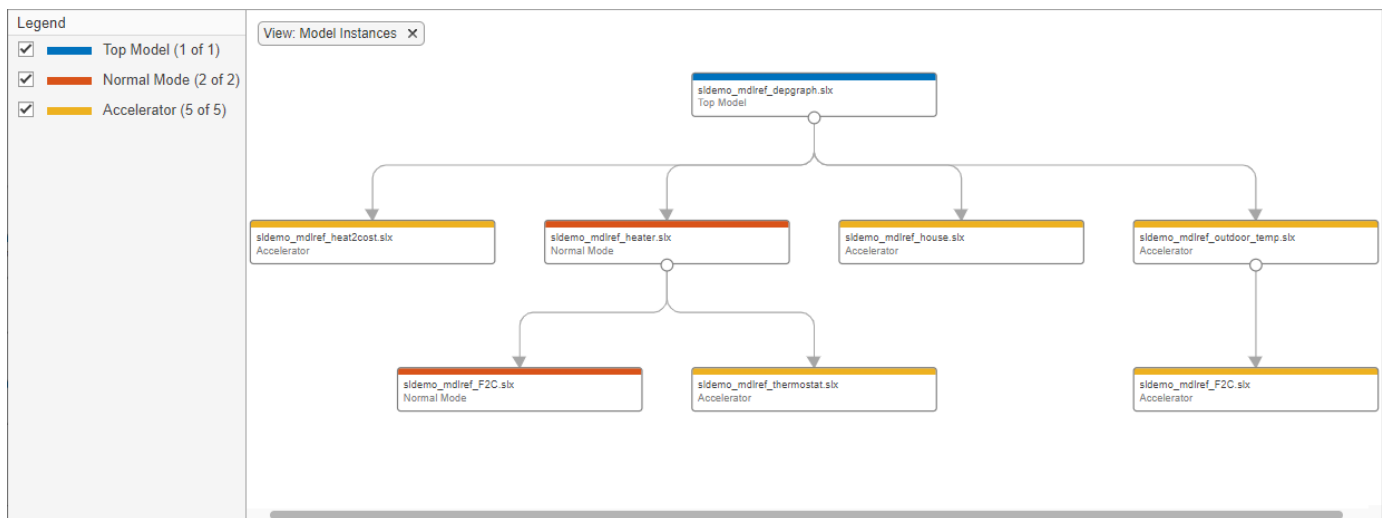 Legend
Top Model (1 of 1)
Normal Mode (2 of 2)
Accelerator (5 of 5)
View: Model Instances
sldemo_mdlref_depgraph.slx
Top Model
sldemo_mdlref_heat2cost.slx
Accelerator
sldemo_mdlref_heater.slx
Normal Mode
sldemo_mdlref_house.slx
Accelerator
sldemo_mdlref_outdoor_temp.slx
Accelerator
sldemo_mdlref_F2C.slx
Normal Mode
sldemo_mdlref_thermostat.slx
Accelerator
sldemo_mdlref_F2C.slx
Accelerator